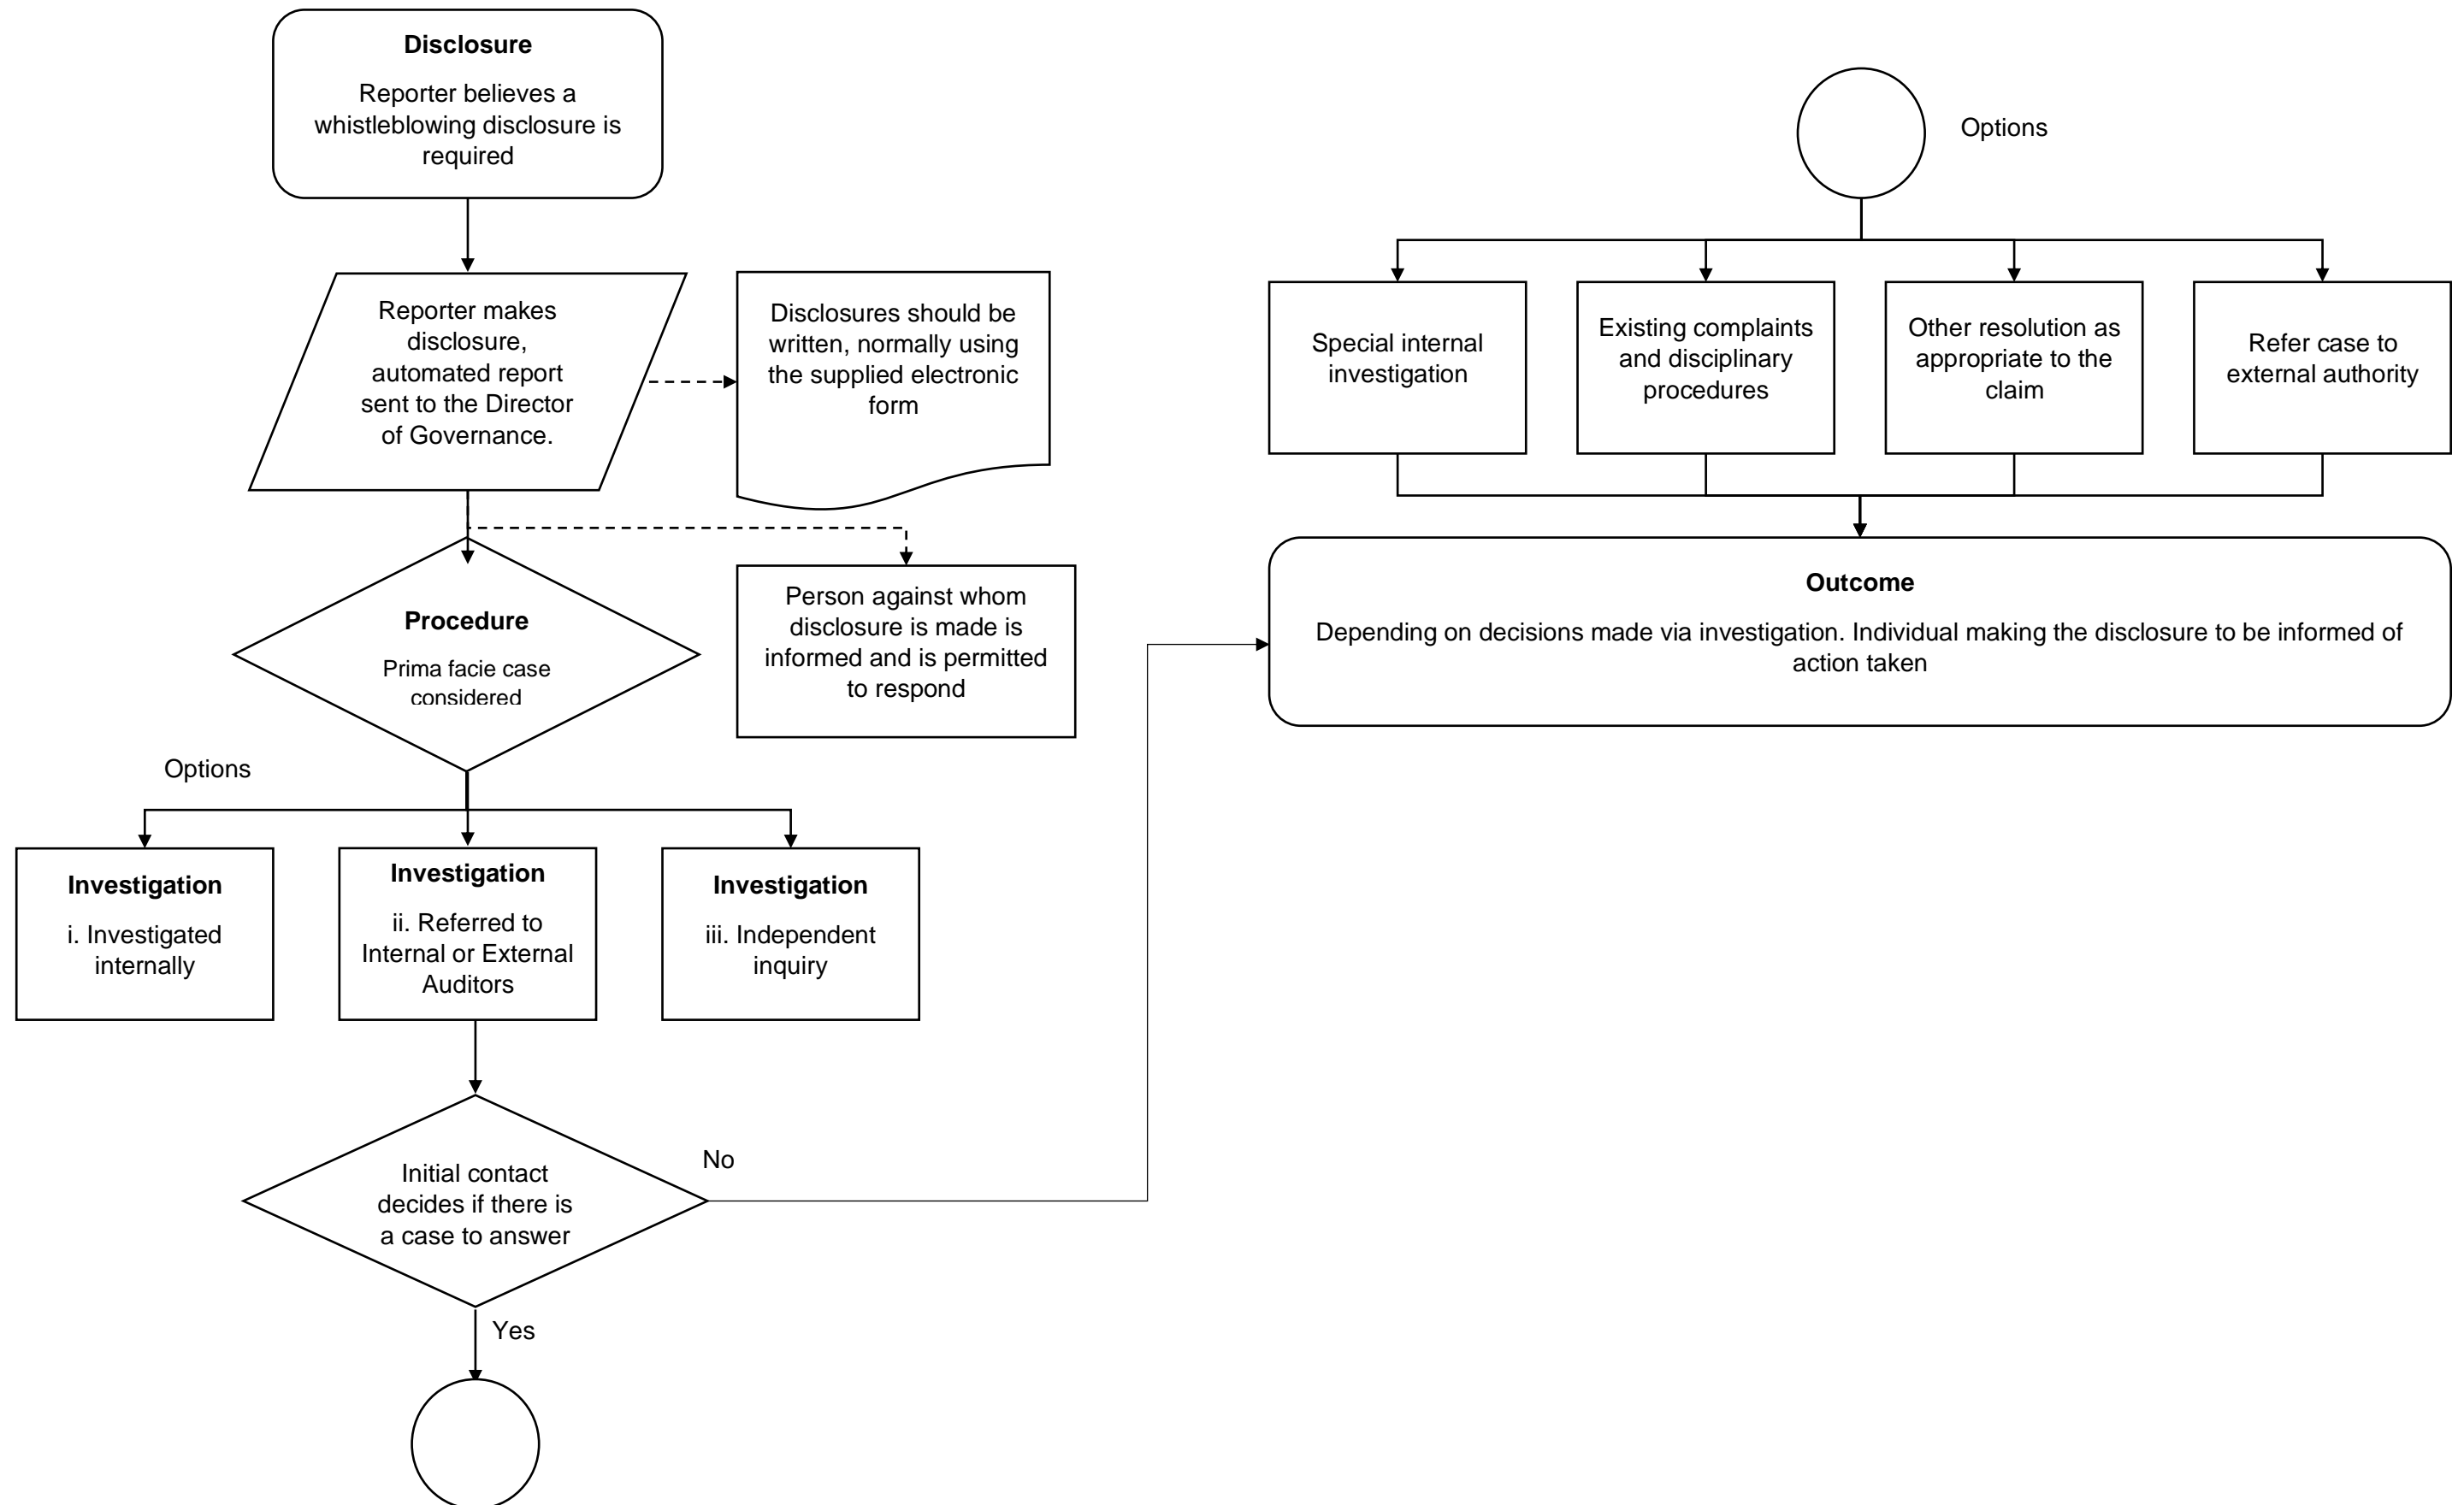 Disclosure
Reporter believes a
whistleblowing disclosure is
required
Reporter makes
disclosure,
automated report
sent to the Director
of Governance.
Disclosures should be
written, normally using
the supplied electronic
form
Procedure
Prima facie case
considered
Person against whom
disclosure is made is
informed and is permitted
to respond
Options
Investigation
i. Investigated
internally
Investigation
ii. Referred to
Internal or External
Auditors
Investigation
iii. Independent
inquiry
Initial contact
decides if there is
a case to answer
No
Yes
Options
Special internal
investigation
Existing complaints
and disciplinary
procedures
Other resolution as
appropriate to the
claim
Refer case to
external authority
Outcome
Depending on decisions made via investigation. Individual making the disclosure to be informed of
action taken